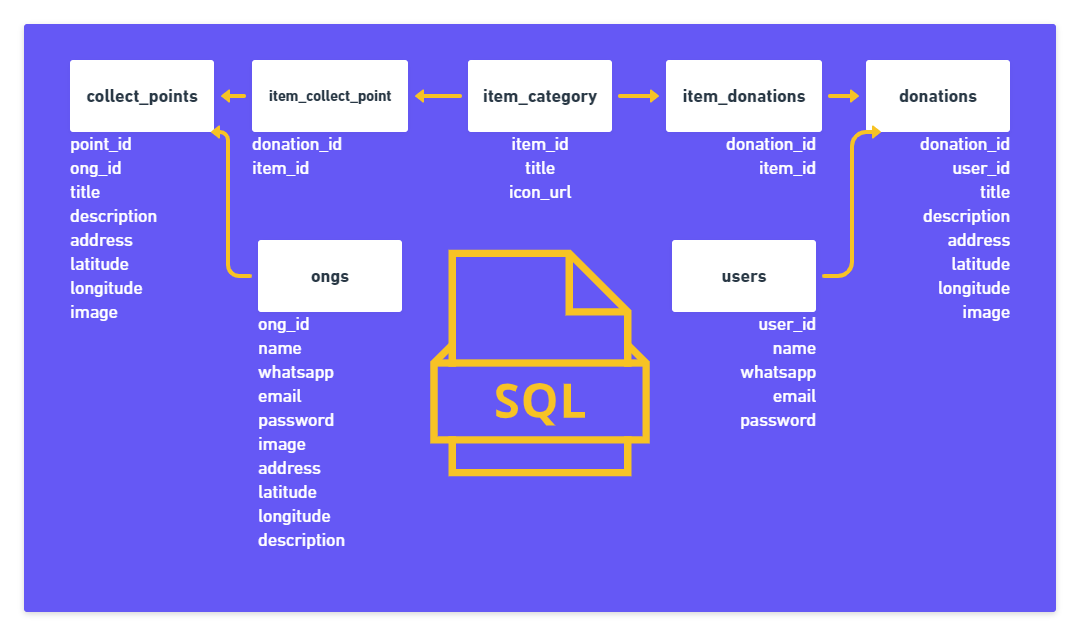 collect_points
point_id
ong_id
title
description
address
latitude
longitude
image
item_collect_point
donation_id
item_id
item_category
item_id
title
icon_url
item_donations
donation_id
item_id
donations
donation_id
user_id
title
description
address
latitude
longitude
image
ongs
ong_id
name
whatsapp
email
password
image
address
latitude
longitude
description
SQL
users
user_id
name
whatsapp
email
password